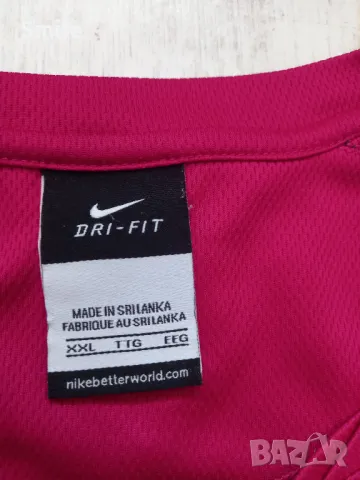 DRI-FIT
MADE IN SRI LANKA
FABRIQUE AU SRI LANKA
XXL TTG EEG
nikebetterworld.com
BAZAR